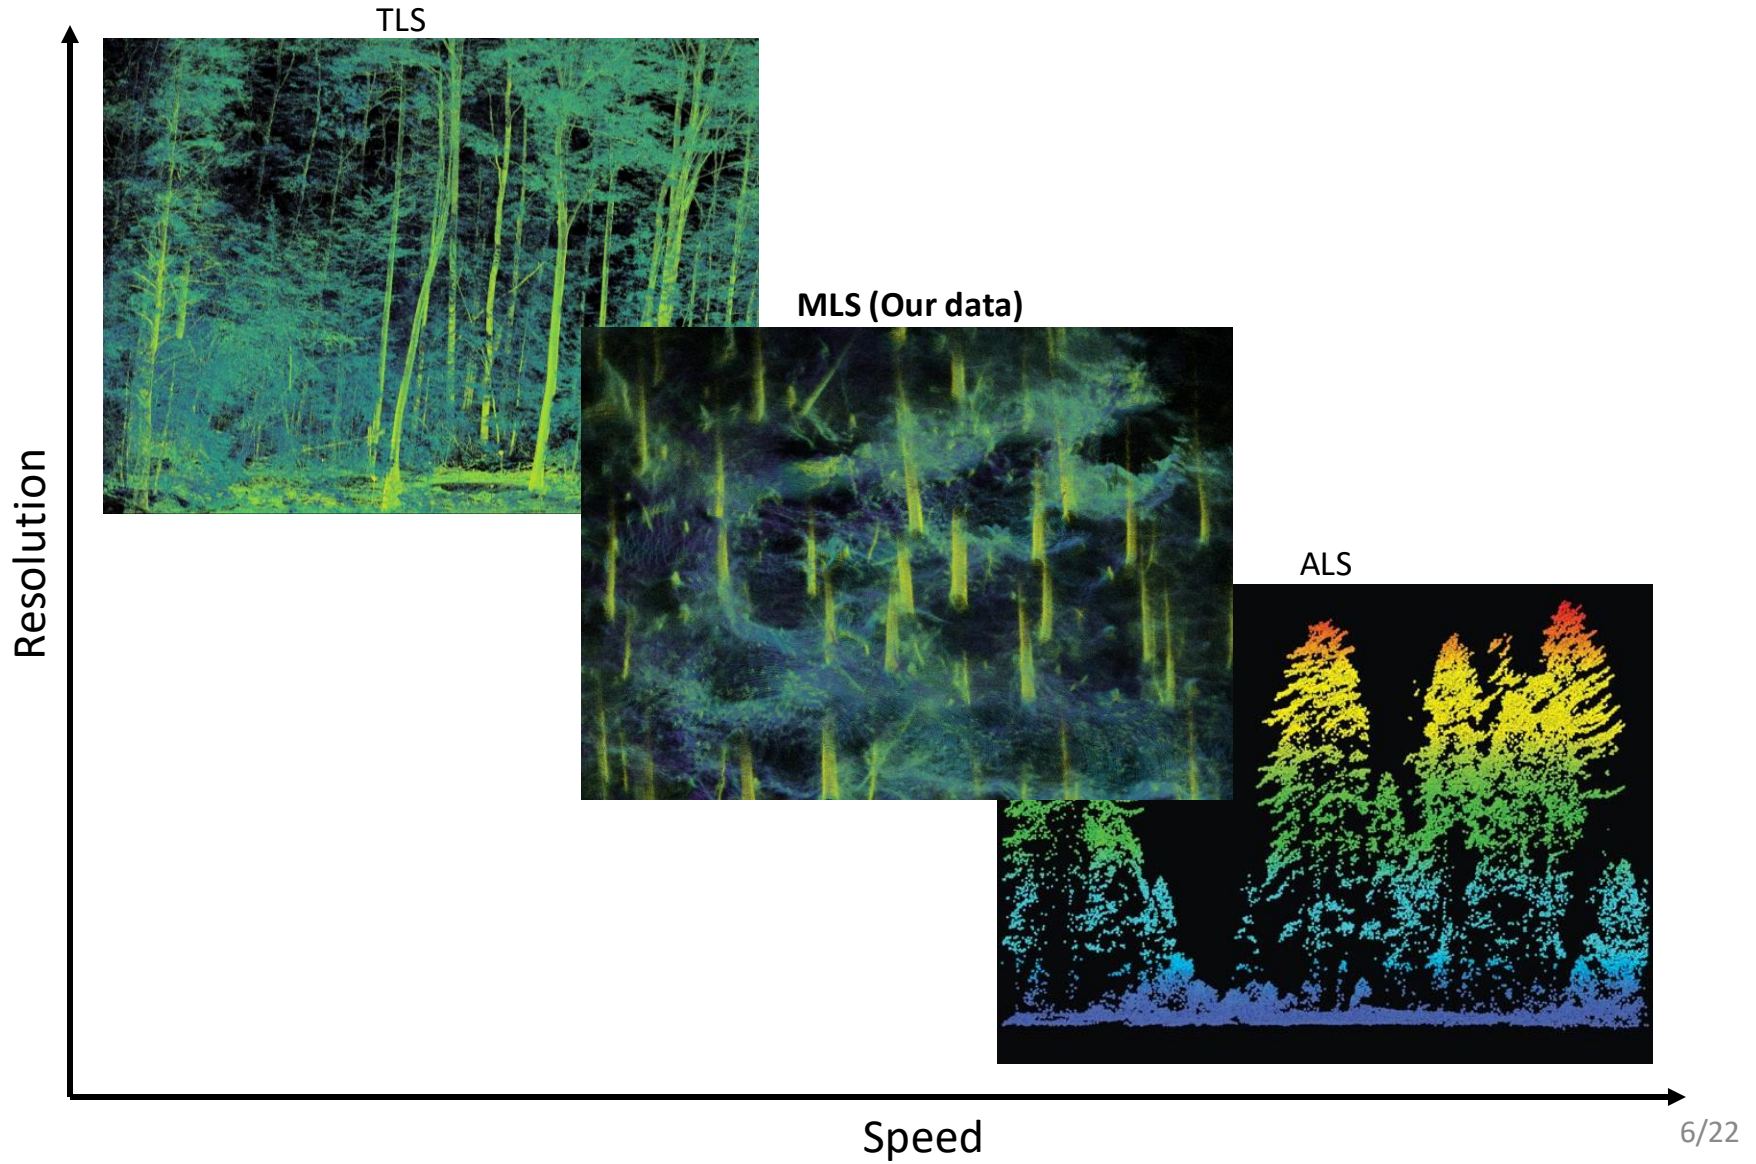 TLS
MLS (Our data)
ALS
Resolution
Speed
6/22